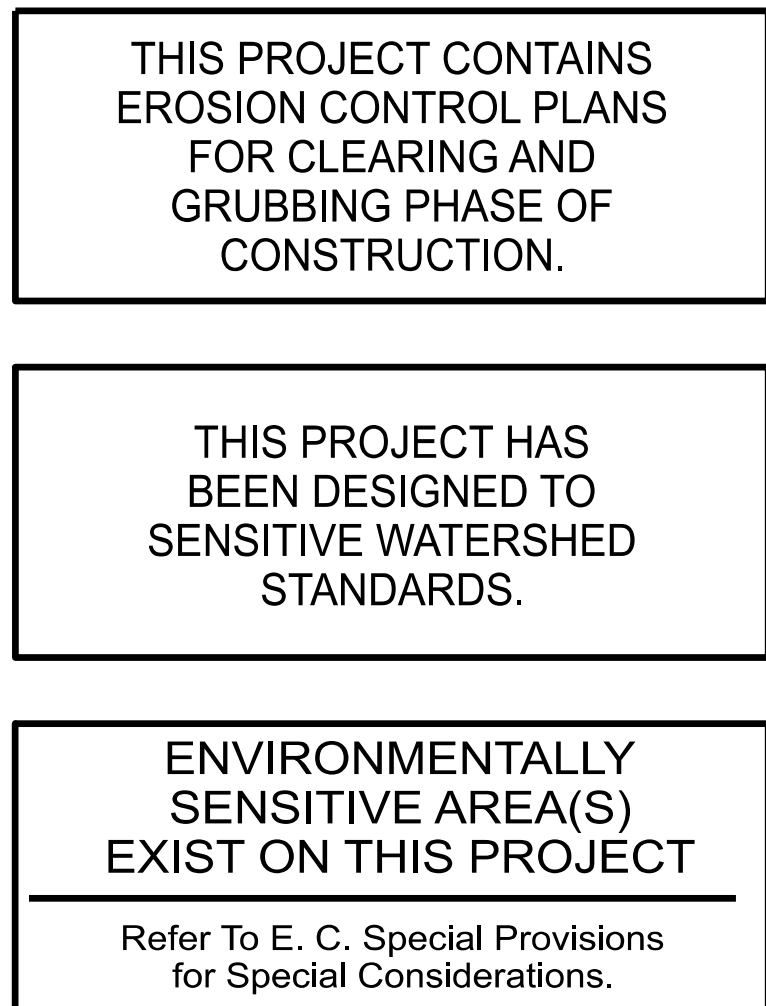 THIS PROJECT CONTAINS
EROSION CONTROL PLANS
FOR CLEARING AND
GRUBBING PHASE OF
CONSTRUCTION.
THIS PROJECT HAS
BEEN DESIGNED TO
SENSITIVE WATERSHED
STANDARDS.
ENVIRONMENTALLY
SENSITIVE AREA(S)
EXIST ON THIS PROJECT
Refer To E. C. Special Provisions
for Special Considerations.